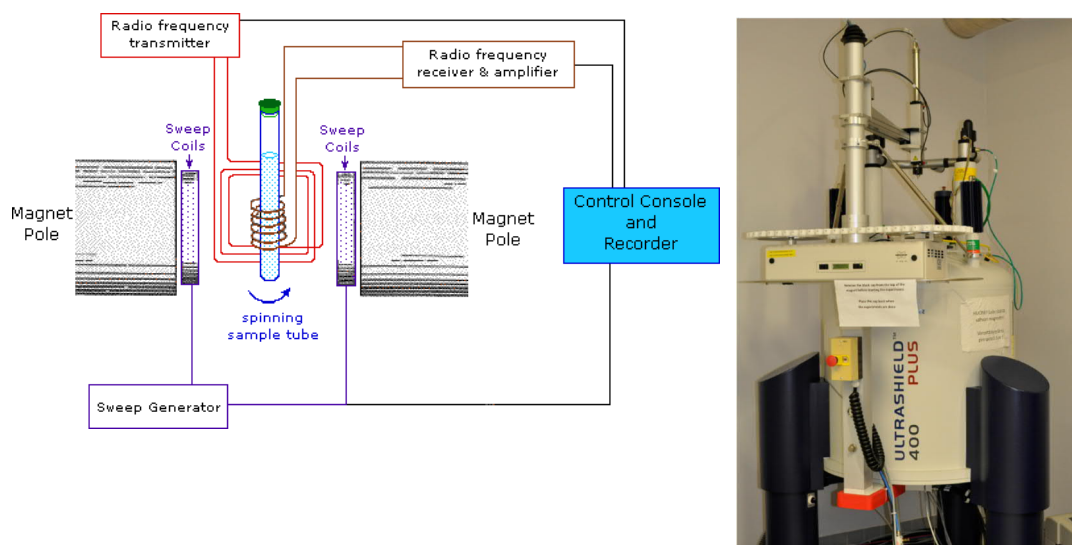 Radio frequency
transmitter
Radio frequency
receiver & amplifier
Sweep
Coils
Sweep
Coils
Magnet
Pole
Magnet
Pole
Control Console
and
Recorder
spinning
sample tube
Sweep Generator
ULTRASHIELD™
400 PLUS